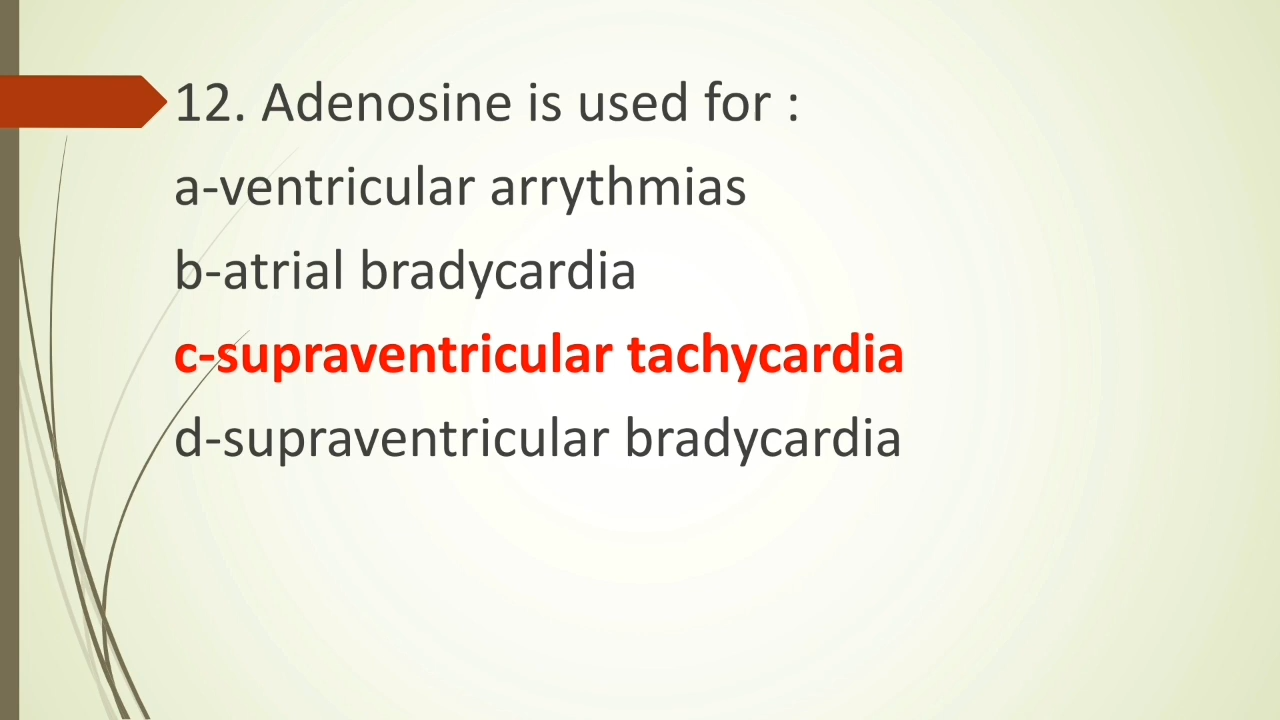 12. Adenosine is used for :
a-ventricular arrythmias
b-atrial bradycardia
c-supraventricular tachycardia
d-supraventricular bradycardia